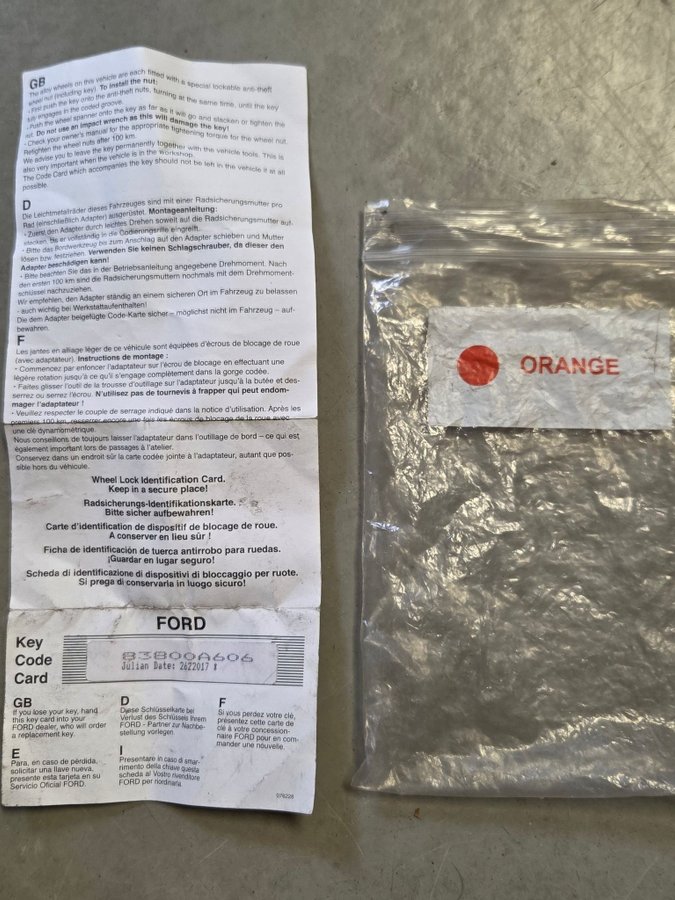 GB
The alloy wheels on this vehicle are each fitted with a special lockable anti-theft
wheel nut (including key). To install the nut:
- First push the key onto the anti-theft nuts, turning at the same time, until the key
fully engages in the coded groove.
- Push the wheel spanner onto the key as far as it will go and slacken or tighten the
nut. Do not use an impact wrench as this will damage the key!
- Check your owner's manual for the appropriate tightening torque for the wheel nut.
Retighten the wheel nuts after 100 km.
We advise you to leave the key permanently together with the vehicle tools. This is
also very important when the vehicle is in the workshop.
The Code Card which accompanies the key should not be left in the vehicle if at all
possible.
D
Die Leichtmetallräder dieses Fahrzeuges sind mit einer Radsicherungsmutter pro
Rad (einschließlich Adapter) ausgerüstet. Montageanleitung:
- Zuerst den Adapter durch leichtes Drehen soweit auf die Radsicherungsmutter auf-
stecken, bis er vollständig in die Codierungsrille eingreift.
- Bitte das Bordwerkzeug bis zum Anschlag auf den Adapter schieben und Mutter
lösen bzw. festziehen. Verwenden Sie keinen Schlagschrauber, da dieser den
Adapter beschädigen kann!
- Bitte beachten Sie das in der Betriebsanleitung angegebene Drehmoment. Nach
den ersten 100 km sind die Radsicherungsmuttern nochmals mit dem Drehmoment-
schlüssel nachzuziehen.
Wir empfehlen, den Adapter ständig an einem sicheren Ort im Fahrzeug zu belassen
- auch wichtig bei Werkstattaufenthalten!
Die dem Adapter beigefügte Code-Karte sicher – möglichst nicht im Fahrzeug – auf-
bewahren.
F
Les jantes en alliage léger de ce véhicule sont équipées d'écrous de blocage de roue
(avec adaptateur). Instructions de montage :
- Commencez par enfoncer l'adaptateur sur l'écrou de blocage en effectuant une
légère rotation jusqu'à ce qu'il s'engage complètement dans la gorge codée.
- Faites glisser l'outil de la trousse d'outillage sur l'adaptateur jusqu'à la butée et des-
serrez ou serrez l'écrou. N'utilisez pas de tournevis à frapper qui peut endom-
mager l'adaptateur !
- Veuillez respecter le couple de serrage indiqué dans la notice d'utilisation. Après les
premiers 100 km, resserrer encore une fois les écrous de blocage de la roue avec
une clé dynamométrique.
Nous conseillons de toujours laisser l'adaptateur dans l'outillage de bord – ce qui est
également important lors de passages à l'atelier.
Conservez dans un endroit sûr la carte codée jointe à l'adaptateur, autant que pos-
sible hors du véhicule.
Wheel Lock Identification Card.
Keep in a secure place!
Radsicherungs-Identifikationskarte.
Bitte sicher aufbewahren!
Carte d'identification de dispositif de blocage de roue.
A conserver en lieu sûr !
Ficha de identificación de tuerca antirrobo para ruedas.
¡Guardar en lugar seguro!
Scheda di identificazione di dispositivi di bloccaggio per ruote.
Si prega di conservarla in luogo sicuro!
FORD
Key
Code
Card
83B00A606
Julian Date: 2622017
GB
If you lose your key, hand
this key card into your
FORD dealer, who will order
a replacement key.
D
Diese Schlüsselkarte bei
Verlust des Schlüssels Ihrem
FORD - Partner zur Nachbe-
stellung vorlegen
F
Si vous perdez votre clé,
présentez cette carte de
clé à votre concession-
naire FORD pour en com-
mander une nouvelle.
E
Para, en caso de pérdida,
solicitar una llave nueva,
presente esta tarjeta en su
Servicio Oficial FORD.
I
Presentare in caso di smar-
rimento della chiave questa
scheda al Vostro rivenditore
FORD per riordinarla.
976228
ORANGE